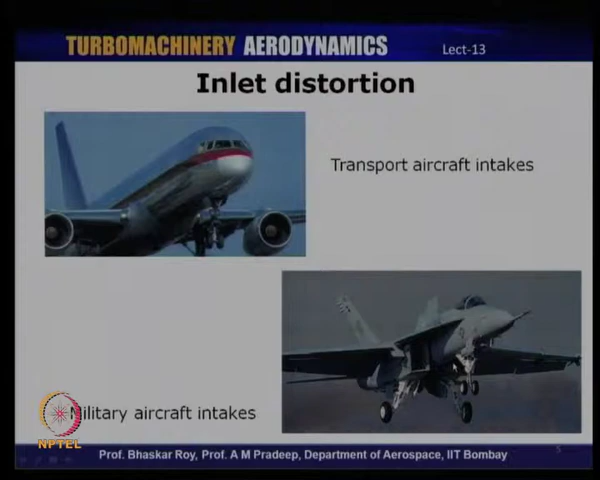 TURBOMACHINERY AERODYNAMICS Lect-13
Inlet distortion
Transport aircraft intakes
Military aircraft intakes
NPTEL
Prof. Bhaskar Roy, Prof. A M Pradeep, Department of Aerospace, IIT Bombay
5